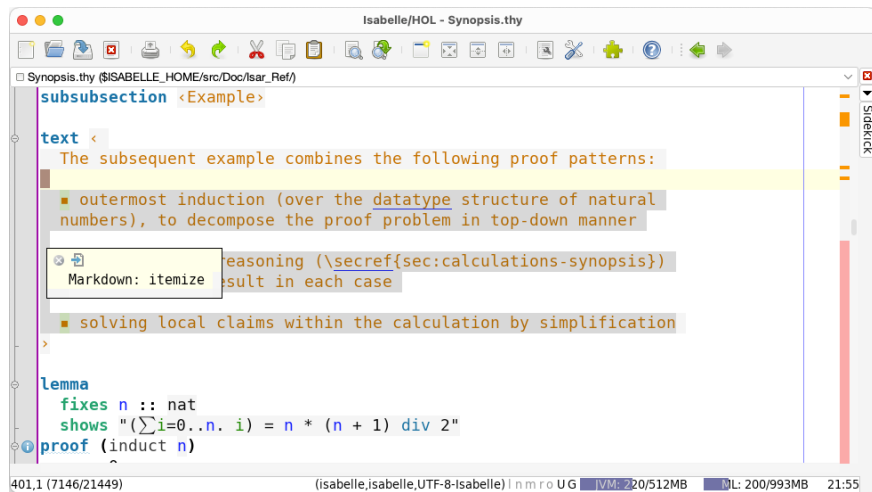 Isabelle/HOL - Synopsis.thy
Synopsis.thy ($ISABELLE_HOME/src/Doc/Isar_Ref/)
Sidekick
subsubsection ‹Example›
text ‹
The subsequent example combines the following proof patterns:
▪ outermost induction (over the datatype structure of natural
numbers), to decompose the proof problem in top-down manner
reasoning (\secref{sec:calculations-synopsis})
Markdown: itemize
result in each case
▪ solving local claims within the calculation by simplification
›
lemma
fixes n :: nat
shows "(∑i=0..n. i) = n * (n + 1) div 2"
proof (induct n)
401,1 (7146/21449) (isabelle,isabelle,UTF-8-Isabelle) l n m r o U G JVM: 220/512MB ML: 200/993MB 21:55